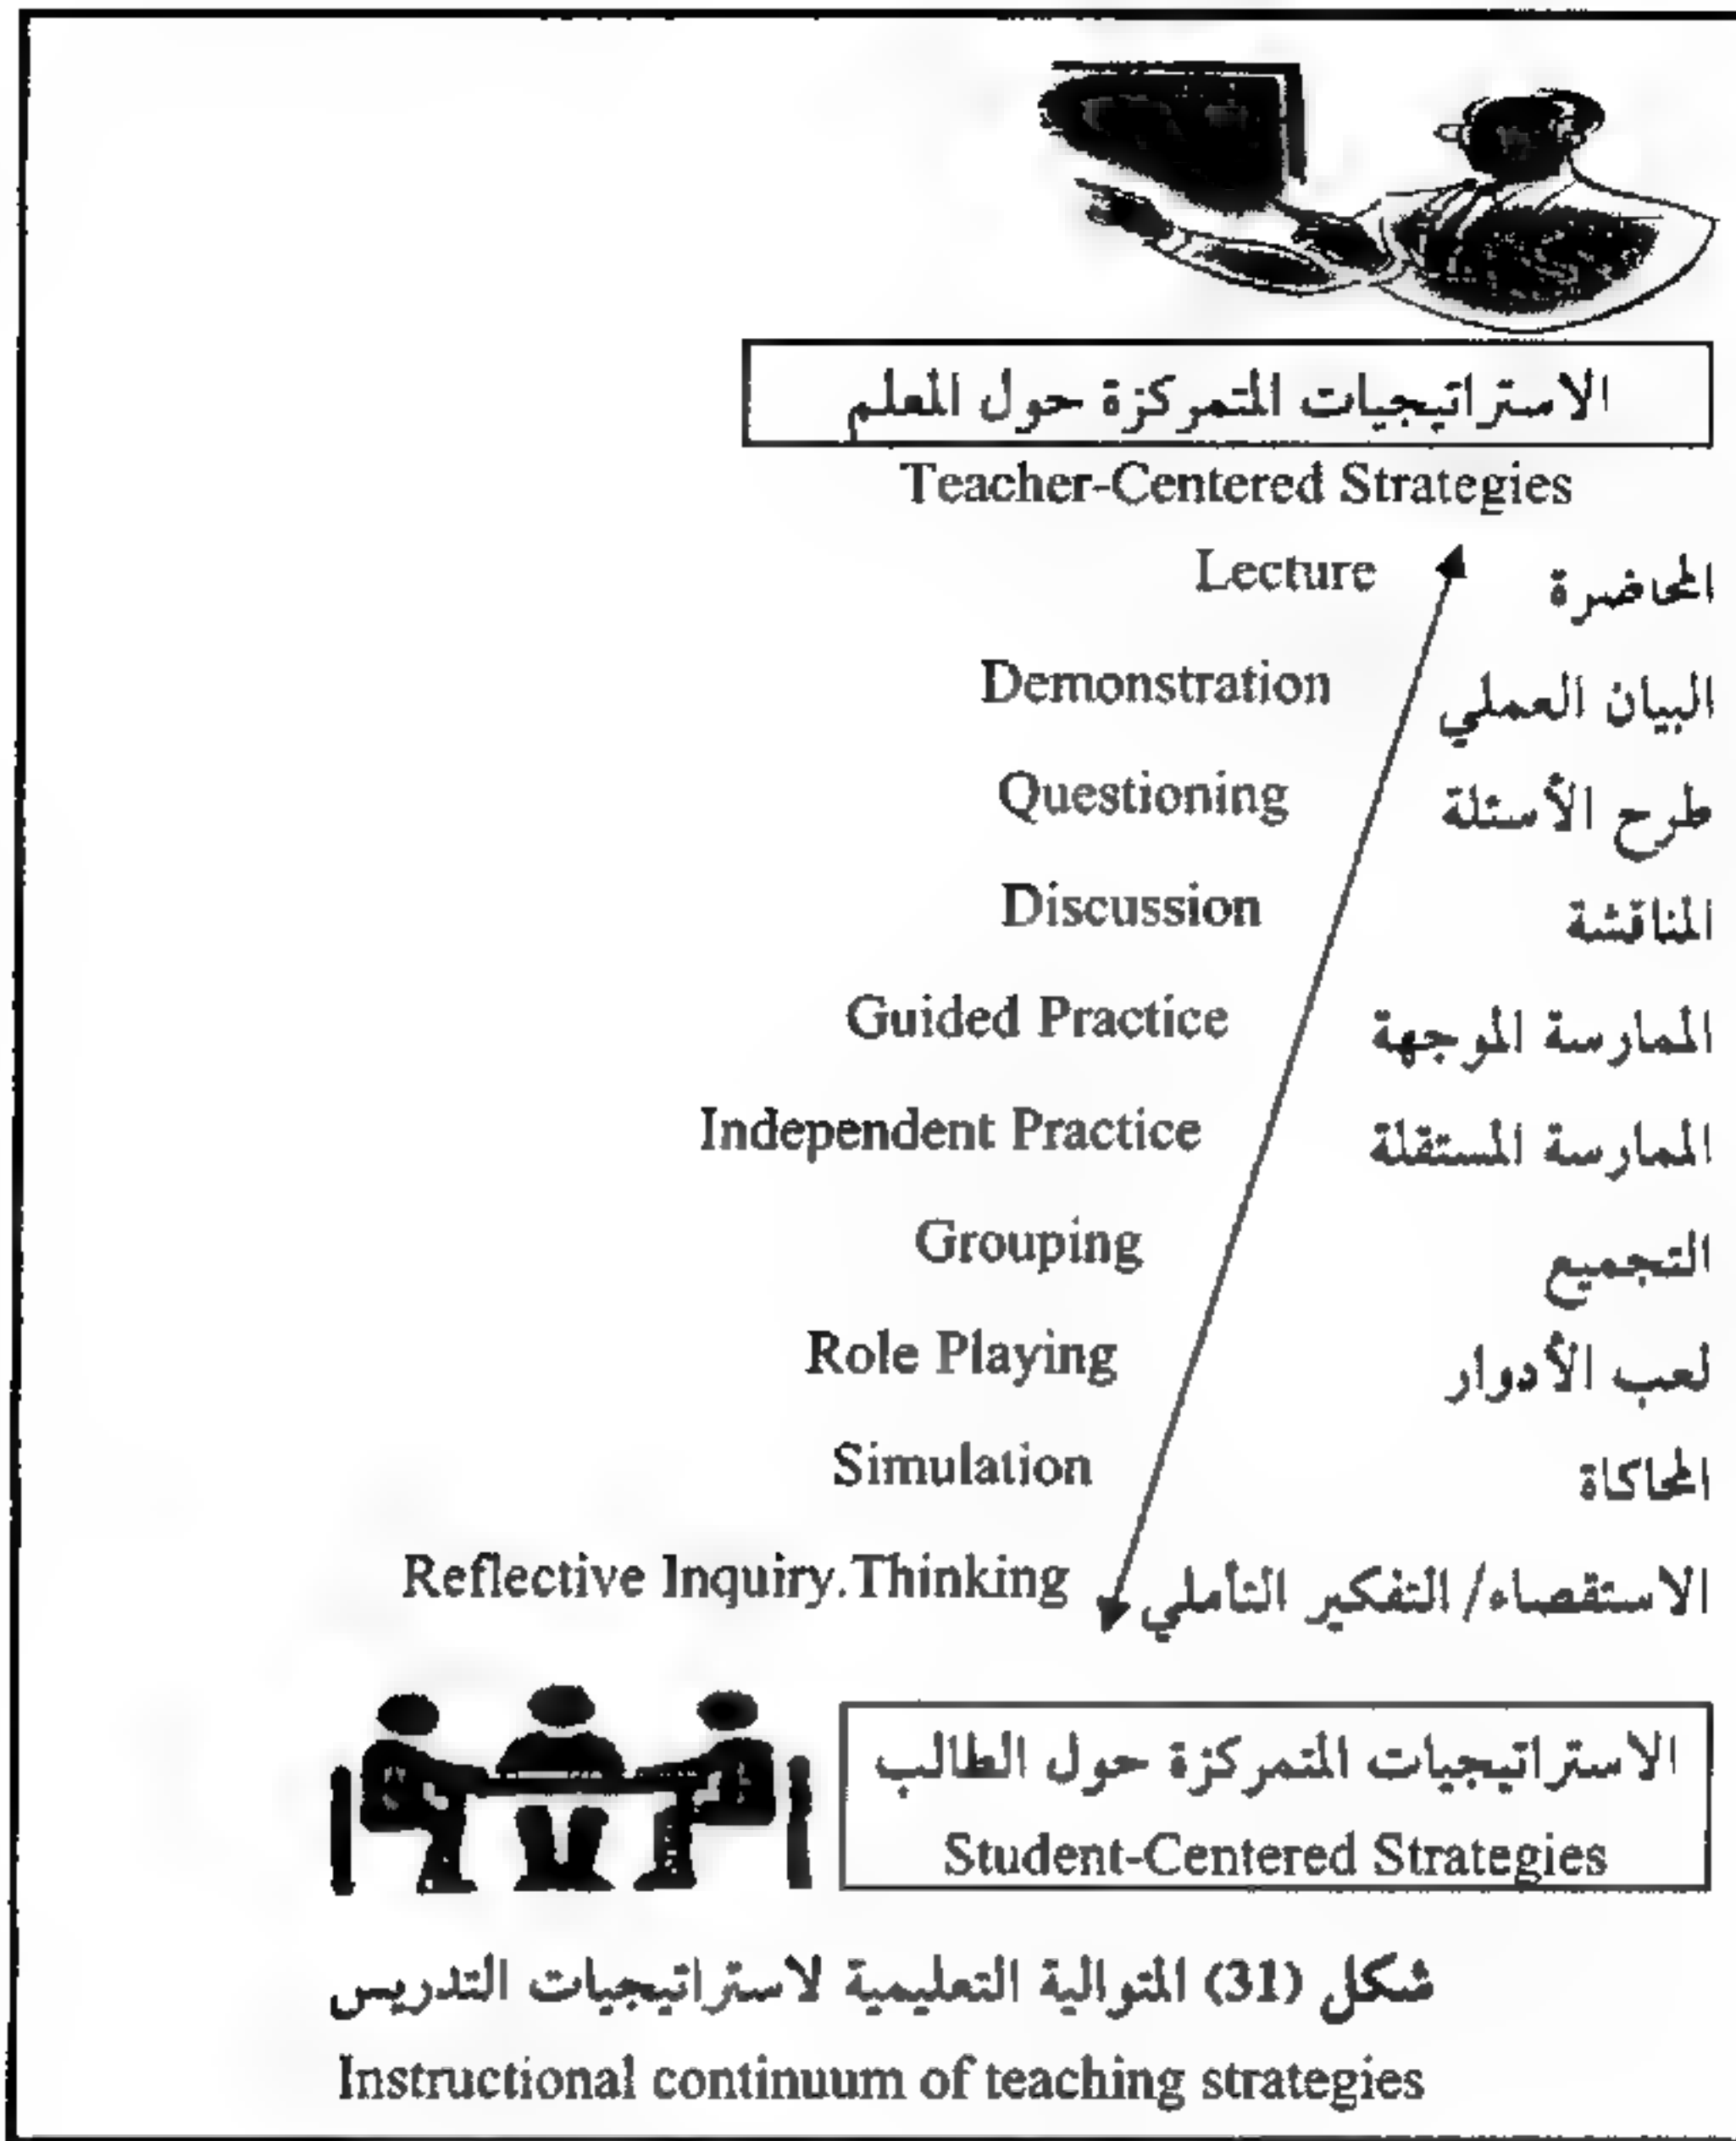 الاستراتيجيات المتمركزة حول المعلم
Teacher-Centered Strategies
المحاضرة Lecture
البيان العملي Demonstration
طرح الأسئلة Questioning
المناقشة Discussion
الممارسة الموجهة Guided Practice
الممارسة المستقلة Independent Practice
التجميع Grouping
لعب الأدوار Role Playing
المحاكاة Simulation
الاستقصاء/ التفكير التأملي Reflective Inquiry.Thinking
الاستراتيجيات المتمركزة حول الطالب
Student-Centered Strategies
شكل (31) المتوالية التعليمية لاستراتيجيات التدريس
Instructional continuum of teaching strategies